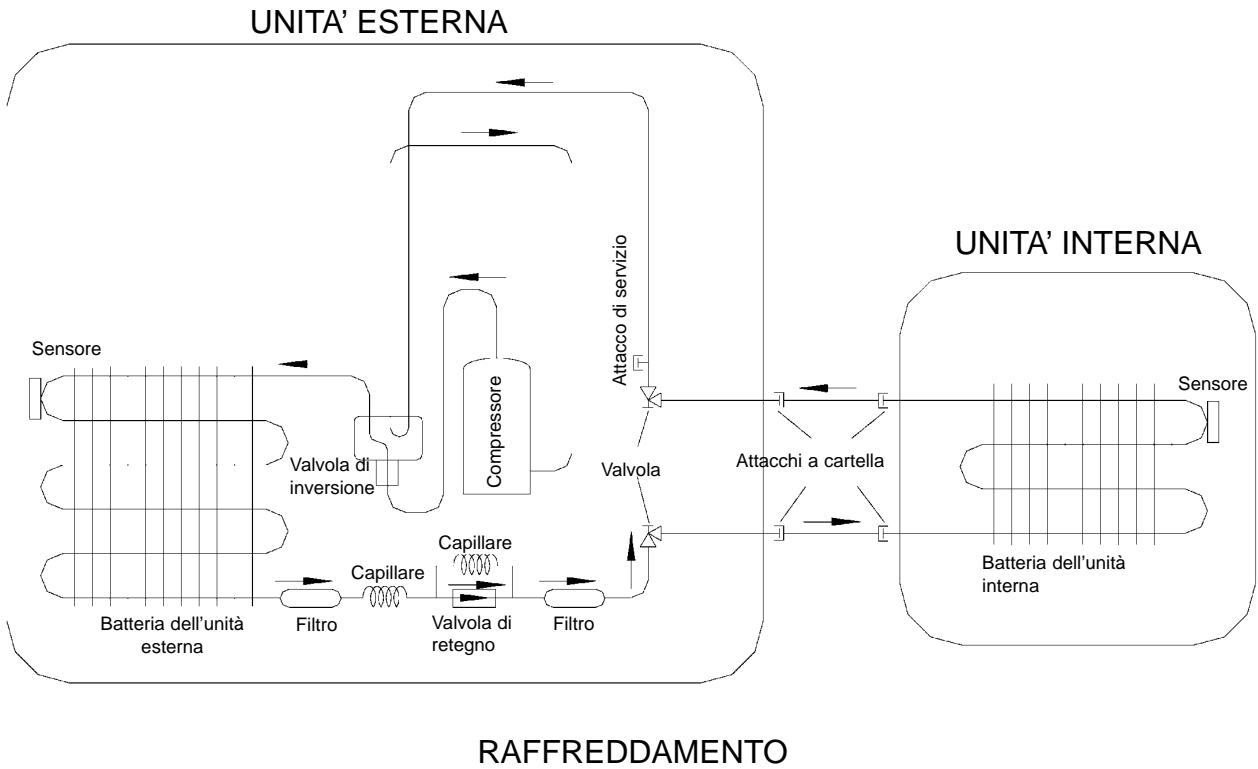 UNITA' ESTERNA
UNITA' INTERNA
Attacco di servizio
Sensore
Compressore
Sensore
Valvola di
inversione
Valvola
Attacchi a cartella
Capillare
Capillare
Batteria dell'unità
interna
Batteria dell'unità
esterna
Filtro
Valvola di
retegno
Filtro
RAFFREDDAMENTO